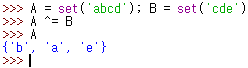 >>> A = set('abcd'); B = set('cde')
>>> A ^= B
>>> A
{'b', 'a', 'e'}
>>>